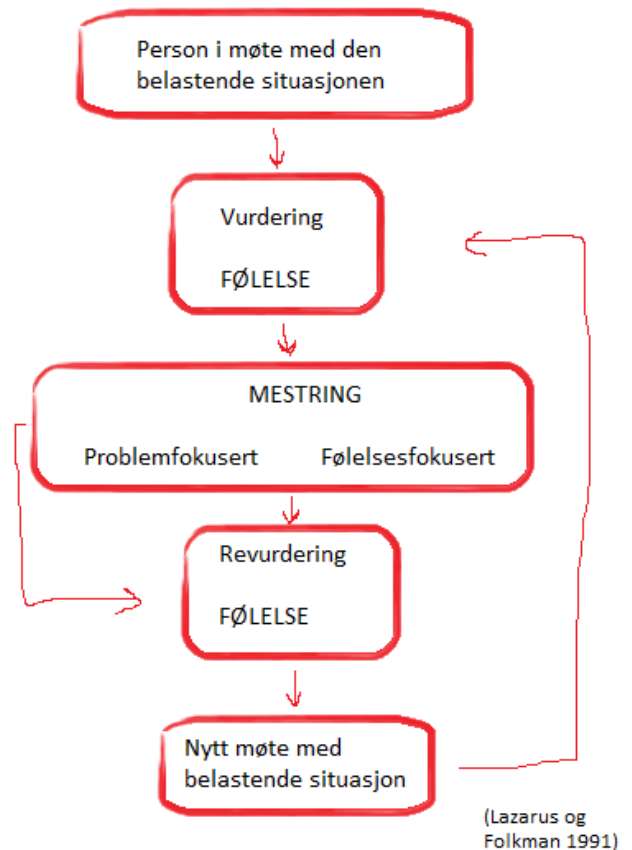 Person i møte med den
belastende situasjonen
Vurdering
FØLELSE
MESTRING
Problemfokusert Følelsesfokusert
Revurdering
FØLELSE
Nytt møte med
belastende situasjon
(Lazarus og
Folkman 1991)